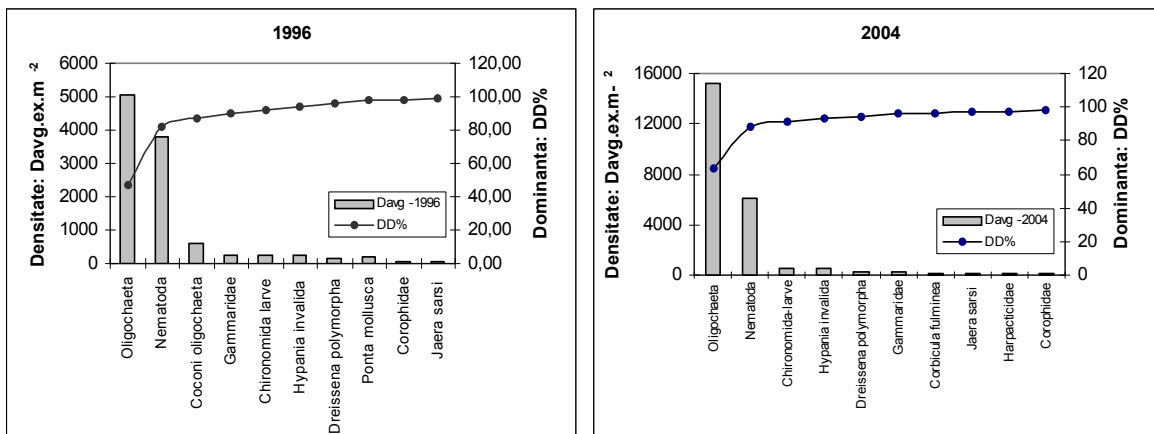 1996
Densitate: Davg.ex.m -2
6000
5000
4000
3000
2000
1000
0
120,00
100,00
80,00
60,00
40,00
20,00
0,00
Dominanta: DD%
Davg -1996
DD%
Oligochaeta
Nematoda
Coconi oligochaeta
Gammaridae
Chironomida larve
Hypania invalida
Dreissena polymorpha
Ponta mollusca
Corophidae
Jaera sarsi
2004
Densitate: Davg.ex.m- 2
16000
12000
8000
4000
0
120
100
80
60
40
20
0
Dominanta: DD%
Davg -2004
DD%
Oligochaeta
Nematoda
Chironomida-larve
Hypania invalida
Dreissena polymorpha
Gammaridae
Corbicula fulminea
Jaera sarsi
Harpacticidae
Corophidae